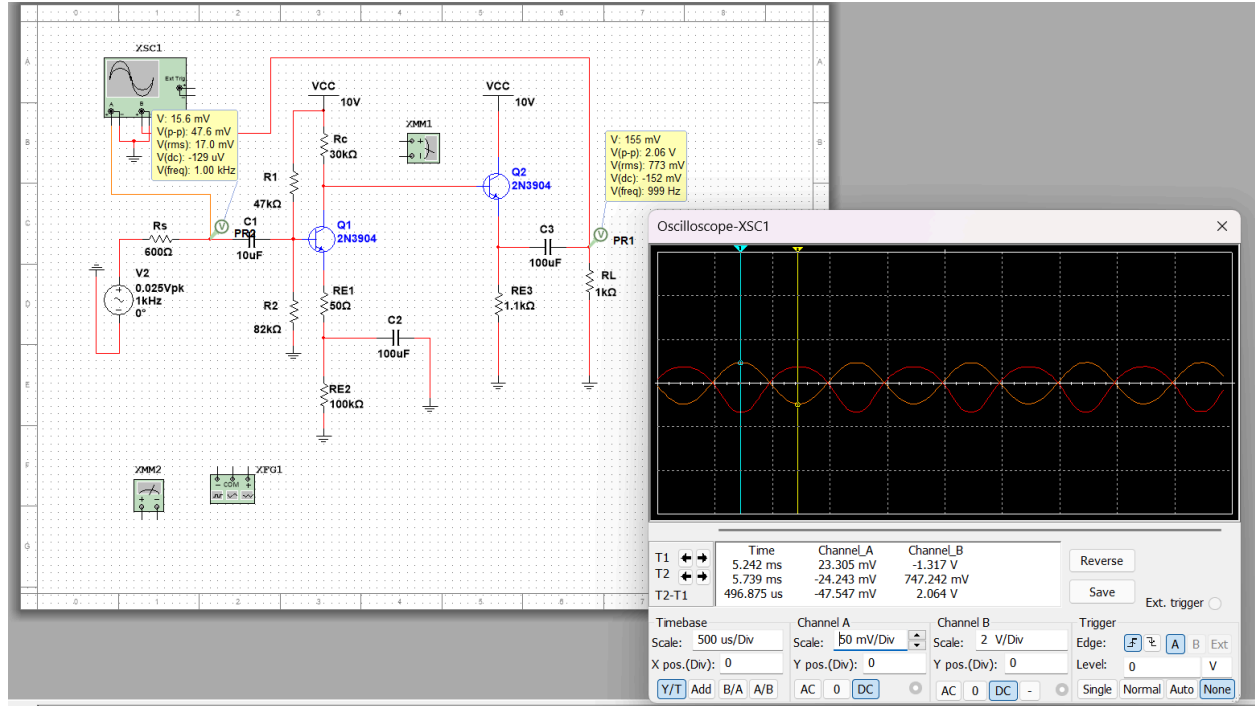 XSC1
Ext Trig
A
B
V: 15.6 mV
V(p-p): 47.6 mV
V(rms): 17.0 mV
V(dc): -129 uV
V(freq): 1.00 kHz
VCC
10V
Rc
30kΩ
XMM1
VCC
10V
V: 155 mV
V(p-p): 2.06 V
V(rms): 773 mV
V(dc): -152 mV
V(freq): 999 Hz
R1
47kΩ
Q2
2N3904
Rs
600Ω
V
PR2
C1
10uF
Q1
2N3904
C3
100uF
V
PR1
V2
0.025Vpk
1kHz
0°
R2
82kΩ
RE1
50Ω
C2
100uF
RE3
1.1kΩ
RL
1kΩ
RE2
100kΩ
XMM2
XFG1
COM
Oscilloscope-XSC1
Time Channel_A Channel_B
T1 5.242 ms 23.305 mV -1.317 V
T2 5.739 ms -24.243 mV 747.242 mV
T2-T1 496.875 us -47.547 mV 2.064 V
Reverse
Save
Ext. trigger
Timebase
Scale: 500 us/Div
X pos.(Div): 0
Y/T Add B/A A/B
Channel A
Scale: 50 mV/Div
Y pos.(Div): 0
AC 0 DC
Channel B
Scale: 2 V/Div
Y pos.(Div): 0
AC 0 DC -
Trigger
Edge: A B Ext
Level: 0 V
Single Normal Auto None